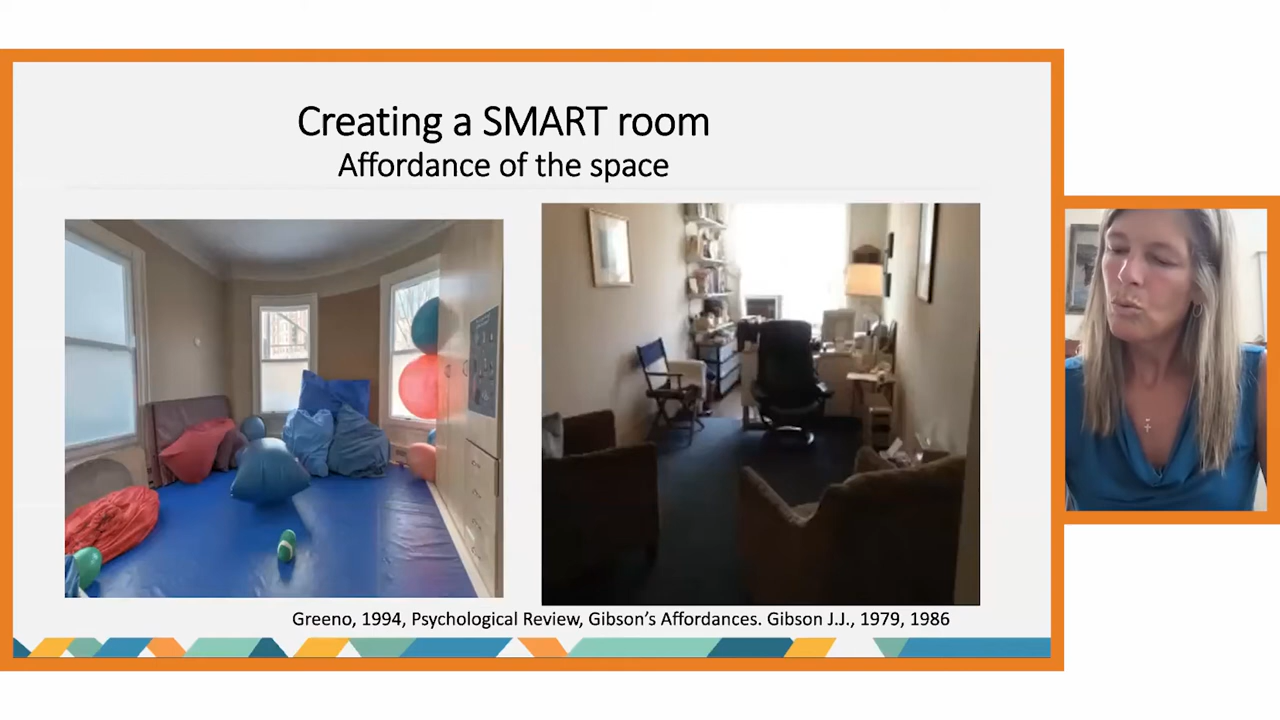 Creating a SMART room
Affordance of the space
Greeno, 1994, Psychological Review, Gibson’s Affordances. Gibson J.J., 1979, 1986